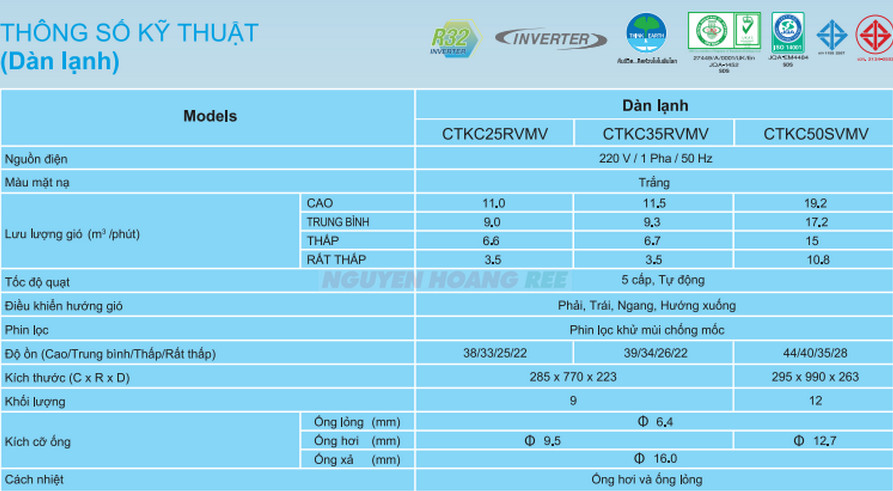 THÔNG SỐ KỸ THUẬT
(Dàn lạnh)
R32
INVERTER
INVERTER
THINK EARTH
ISO 14001
Models
Dàn lạnh
CTKC25RVMV CTKC35RVMV CTKC50SVMV
Nguồn điện 220 V / 1 Pha / 50 Hz
Màu mặt nạ Trắng
Lưu lượng gió (m³ /phút)
CAO 11.0 11.5 19.2
TRUNG BÌNH 9.0 9.3 17.2
THẤP 6.6 6.7 15
RẤT THẤP 3.5 3.5 10.8
NGUYEN HOANG REE
Tốc độ quạt 5 cấp, Tự động
Điều khiển hướng gió Phải, Trái, Ngang, Hướng xuống
Phin lọc Phin lọc khử mùi chống mốc
Độ ồn (Cao/Trung bình/Thấp/Rất thấp) 38/33/25/22 39/34/26/22 44/40/35/28
Kích thước (C x R x D) 285 x 770 x 223 295 x 990 x 263
Khối lượng 9 12
Kích cỡ ống
Ống lỏng (mm) Φ 6.4
Ống hơi (mm) Φ 9.5 Φ 12.7
Ống xả (mm) Φ 16.0
Cách nhiệt Ống hơi và ống lỏng